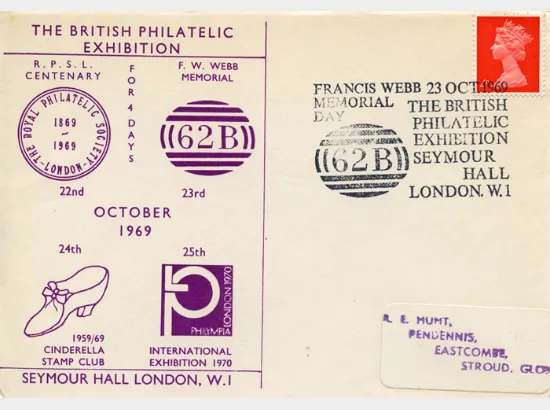 THE BRITISH PHILATELIC
EXHIBITION
R. P. S. L.
CENTENARY
FOR 4 DAYS
F. W. WEBB
MEMORIAL
THE ROYAL PHILATELIC SOCIETY
LONDON
1869
~
1969
((62B))
22nd
23rd
OCTOBER
1969
24th
25th
PHILYMPIA
LONDON 1970
1959/69
CINDERELLA
STAMP CLUB
INTERNATIONAL
EXHIBITION 1970
SEYMOUR HALL LONDON, W.1
FRANCIS WEBB 23 OCT 1969
MEMORIAL
DAY
THE BRITISH
PHILATELIC
EXHIBITION
SEYMOUR
HALL
LONDON. W.1
((62B))
R. E. MUMT,
PENDENNIS,
EASTCOMBE,
STROUD, GLOS